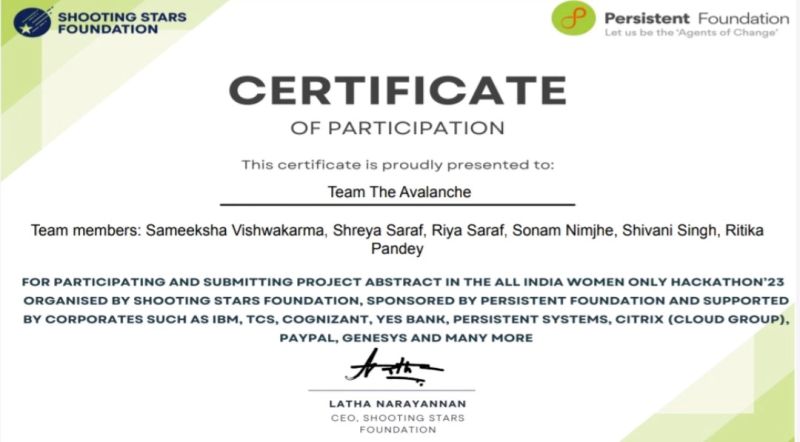 SHOOTING STARS
FOUNDATION
Persistent Foundation
Let us be the 'Agents of Change'
CERTIFICATE
OF PARTICIPATION
This certificate is proudly presented to:
Team The Avalanche
Team members: Sameeksha Vishwakarma, Shreya Saraf, Riya Saraf, Sonam Nimjhe, Shivani Singh, Ritika
Pandey
FOR PARTICIPATING AND SUBMITTING PROJECT ABSTRACT IN THE ALL INDIA WOMEN ONLY HACKATHON'23
ORGANISED BY SHOOTING STARS FOUNDATION, SPONSORED BY PERSISTENT FOUNDATION AND SUPPORTED
BY CORPORATES SUCH AS IBM, TCS, COGNIZANT, YES BANK, PERSISTENT SYSTEMS, CITRIX (CLOUD GROUP),
PAYPAL, GENESYS AND MANY MORE
LATHA NARAYANNAN
CEO, SHOOTING STARS
FOUNDATION